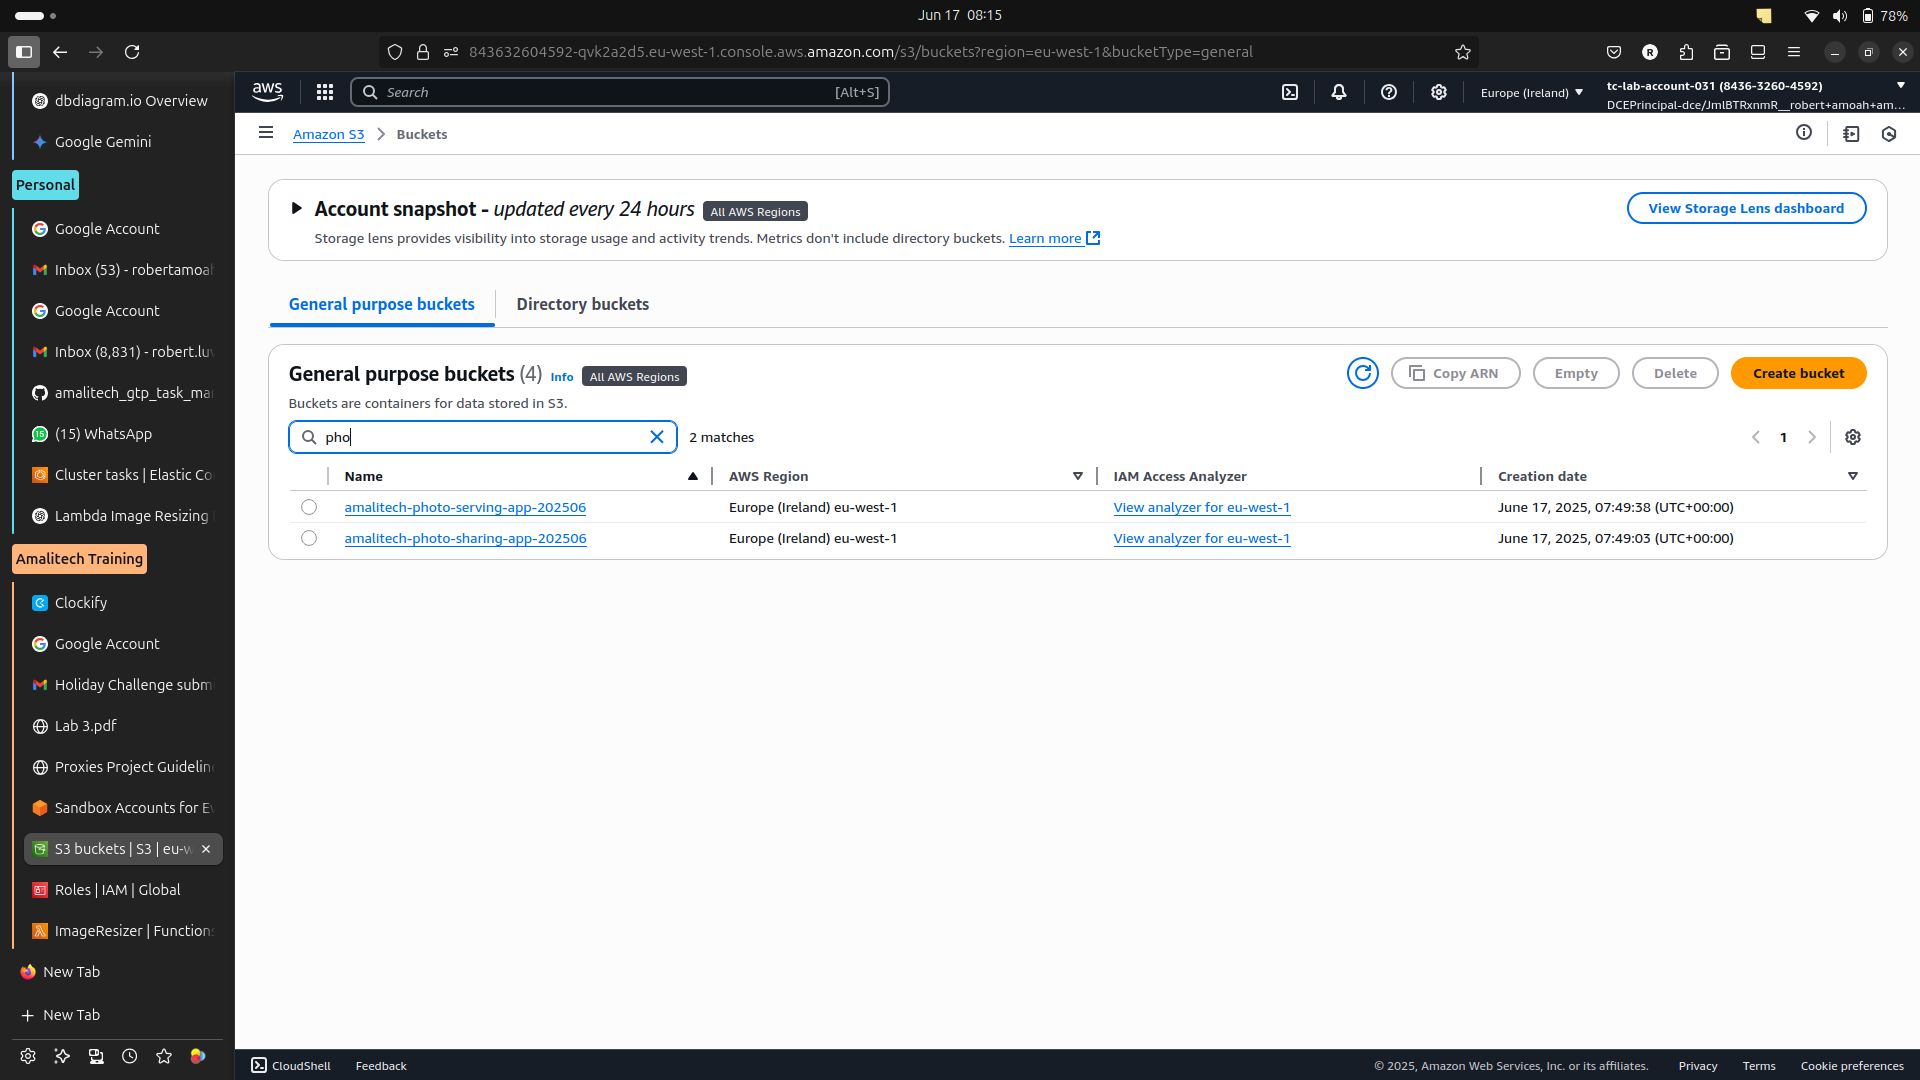 Jun 17 08:15
78%
843632604592-qvk2a2d5.eu-west-1.console.aws.amazon.com/s3/buckets?region=eu-west-1&bucketType=general
dbdiagram.io Overview
Google Gemini
Personal
Google Account
Inbox (53) - robertamoah
Google Account
Inbox (8,831) - robert.luv
amalitech_gtp_task_mar
(15) WhatsApp
Cluster tasks | Elastic Co
Lambda Image Resizing
Amalitech Training
Clockify
Google Account
Holiday Challenge subm
Lab 3.pdf
Proxies Project Guideline
Sandbox Accounts for Ev
S3 buckets | S3 | eu-w
Roles | IAM | Global
ImageResizer | Functions
New Tab
New Tab
aws
Search
[Alt+S]
Europe (Ireland)
tc-lab-account-031 (8436-3260-4592)
DCEPrincipal-dce/JmlBTRxnmR__robert+amoah+am...
Amazon S3
Buckets
Account snapshot - updated every 24 hours
All AWS Regions
View Storage Lens dashboard
Storage lens provides visibility into storage usage and activity trends. Metrics don't include directory buckets. Learn more
General purpose buckets
Directory buckets
General purpose buckets (4)
Info
All AWS Regions
Copy ARN
Empty
Delete
Create bucket
Buckets are containers for data stored in S3.
pho
2 matches
1
Name
AWS Region
IAM Access Analyzer
Creation date
amalitech-photo-serving-app-202506
Europe (Ireland) eu-west-1
View analyzer for eu-west-1
June 17, 2025, 07:49:38 (UTC+00:00)
amalitech-photo-sharing-app-202506
Europe (Ireland) eu-west-1
View analyzer for eu-west-1
June 17, 2025, 07:49:03 (UTC+00:00)
CloudShell
Feedback
© 2025, Amazon Web Services, Inc. or its affiliates.
Privacy
Terms
Cookie preferences